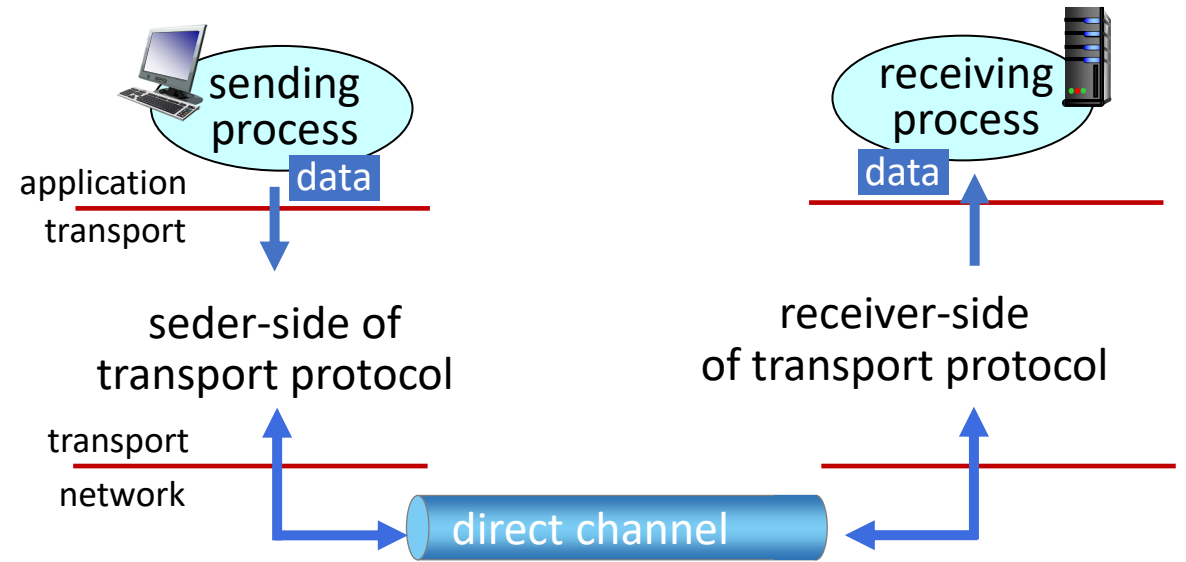 sending
process
data
application
transport
seder-side of
transport protocol
transport
network
receiving
process
data
receiver-side
of transport protocol
direct channel